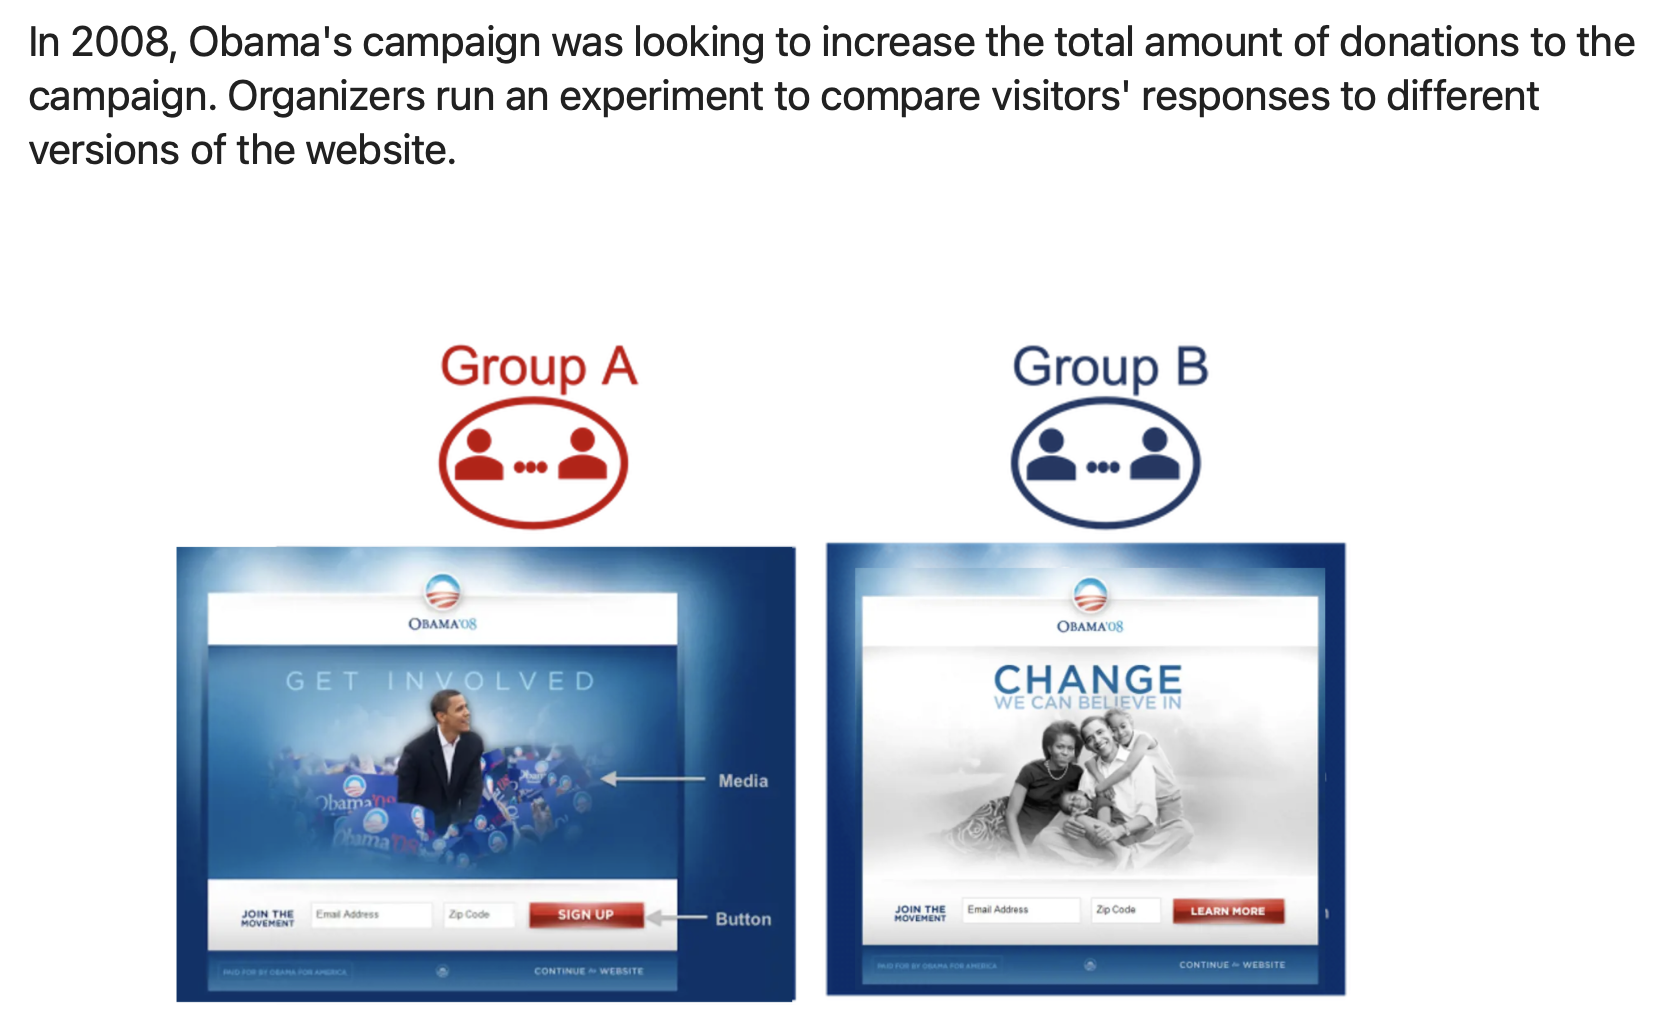 In 2008, Obama's campaign was looking to increase the total amount of donations to the
campaign. Organizers run an experiment to compare visitors' responses to different
versions of the website.
Group A
Group B
OBAMA'08
GET INVOLVED
Obama'08
Obama'08
Media
JOIN THE
MOVEMENT
Email Address
Zip Code
SIGN UP
Button
PAID FOR BY OBAMA FOR AMERICA
CONTINUE to WEBSITE
OBAMA'08
CHANGE
WE CAN BELIEVE IN
JOIN THE
MOVEMENT
Email Address
Zip Code
LEARN MORE
PAID FOR BY OBAMA FOR AMERICA
CONTINUE to WEBSITE